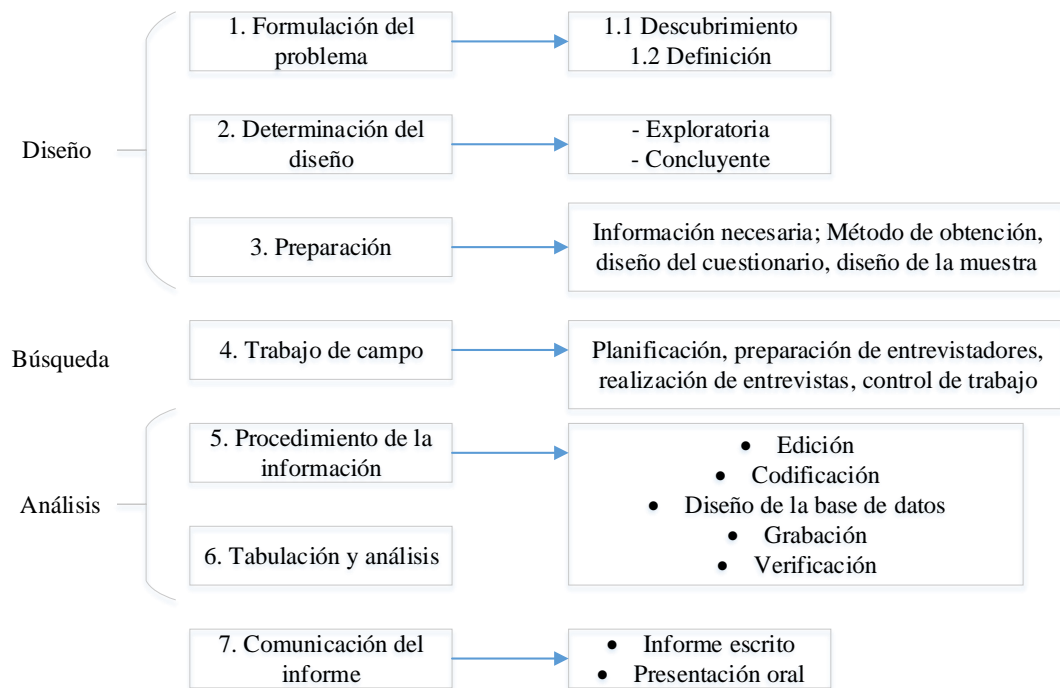 1. Formulación del
problema
1.1 Descubrimiento
1.2 Definición
Diseño
2. Determinación del
diseño
- Exploratoria
- Concluyente
3. Preparación
Información necesaria; Método de obtención,
diseño del cuestionario, diseño de la muestra
Búsqueda
4. Trabajo de campo
Planificación, preparación de entrevistadores,
realización de entrevistas, control de trabajo
Análisis
5. Procedimiento de la
información
• Edición
• Codificación
• Diseño de la base de datos
• Grabación
• Verificación
6. Tabulación y análisis
7. Comunicación del
informe
• Informe escrito
• Presentación oral